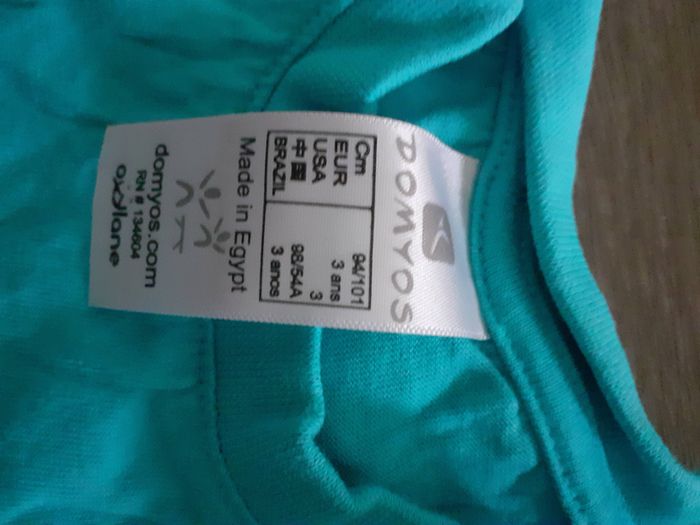 DOMYOS
Cm 94/101
EUR 3 ans
USA 3
中国 98/54A
BRAZIL 3 anos
Made in Egypt
domyos.com
RN # 134604
oxylane